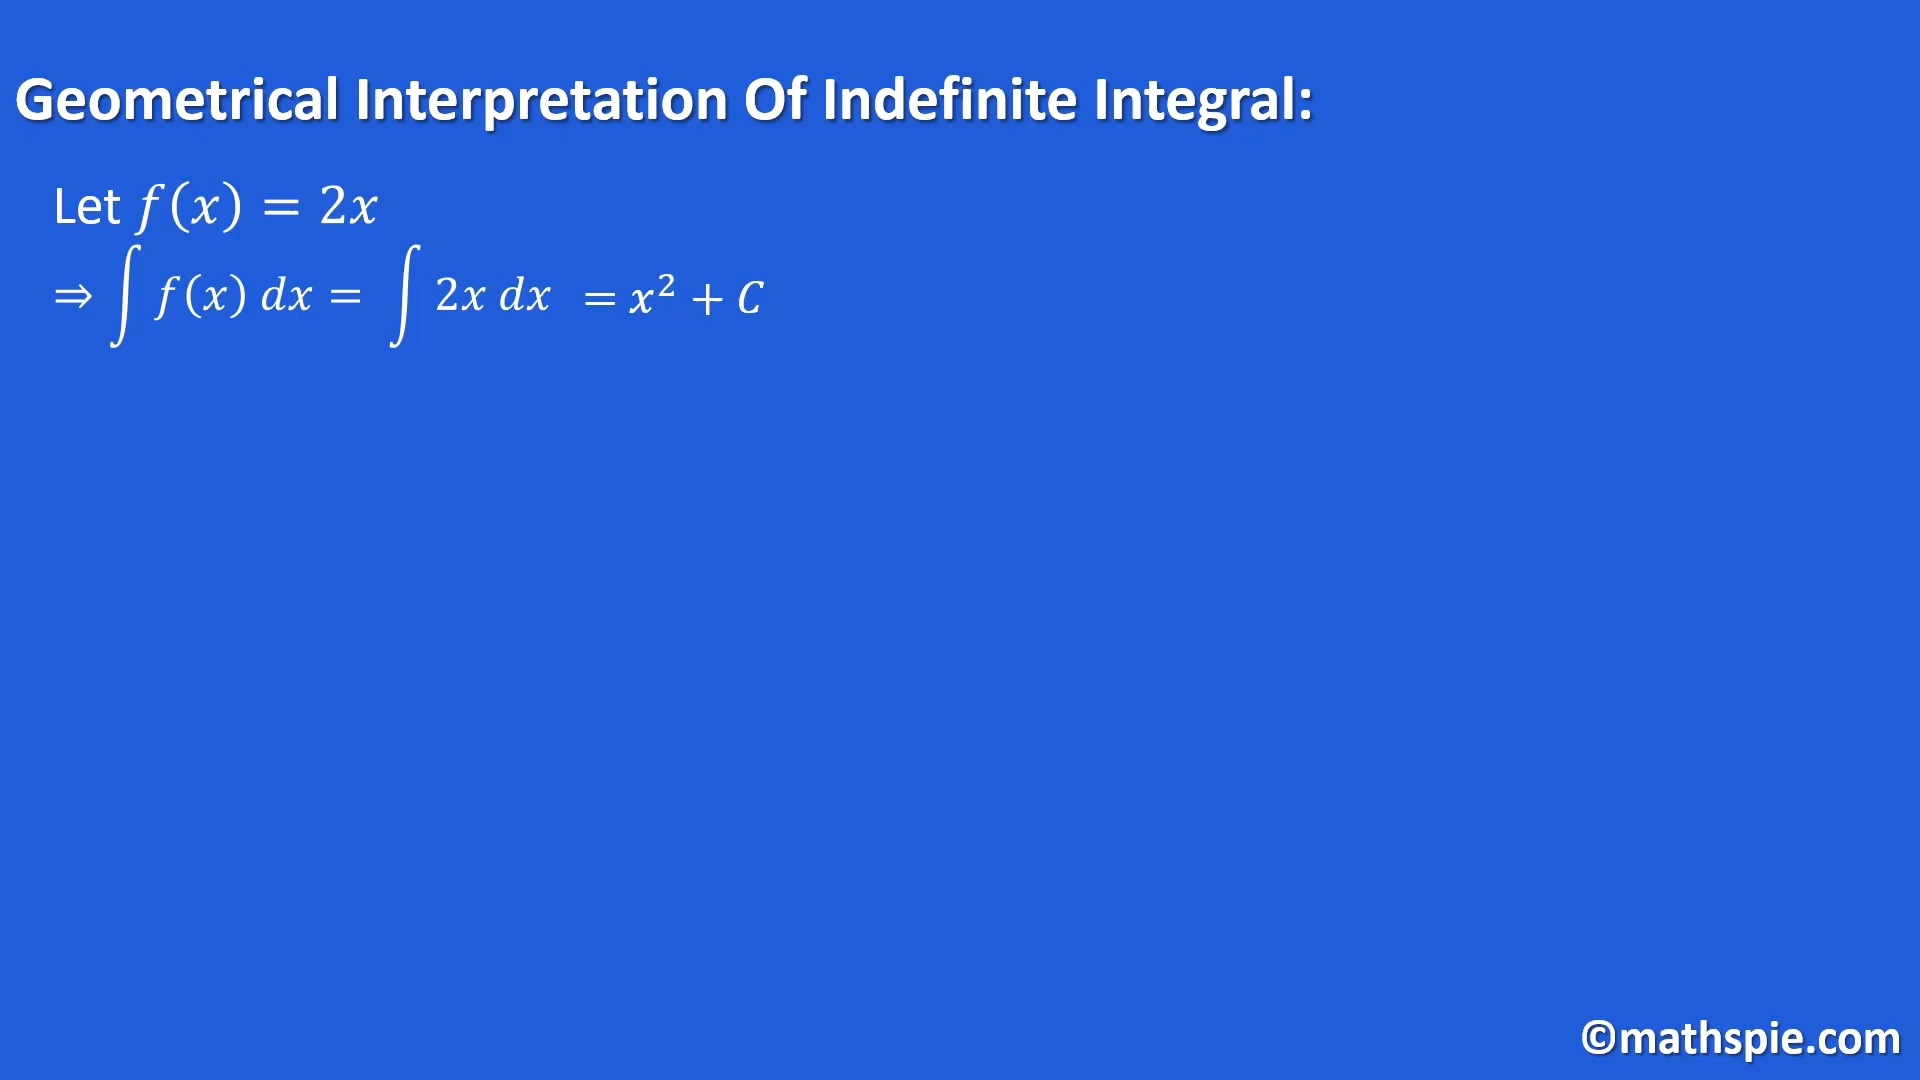 Geometrical Interpretation Of Indefinite Integral:
Let f(x) = 2x
⇒ ∫ f(x) dx = ∫ 2x dx = x² + C
©mathspie.com